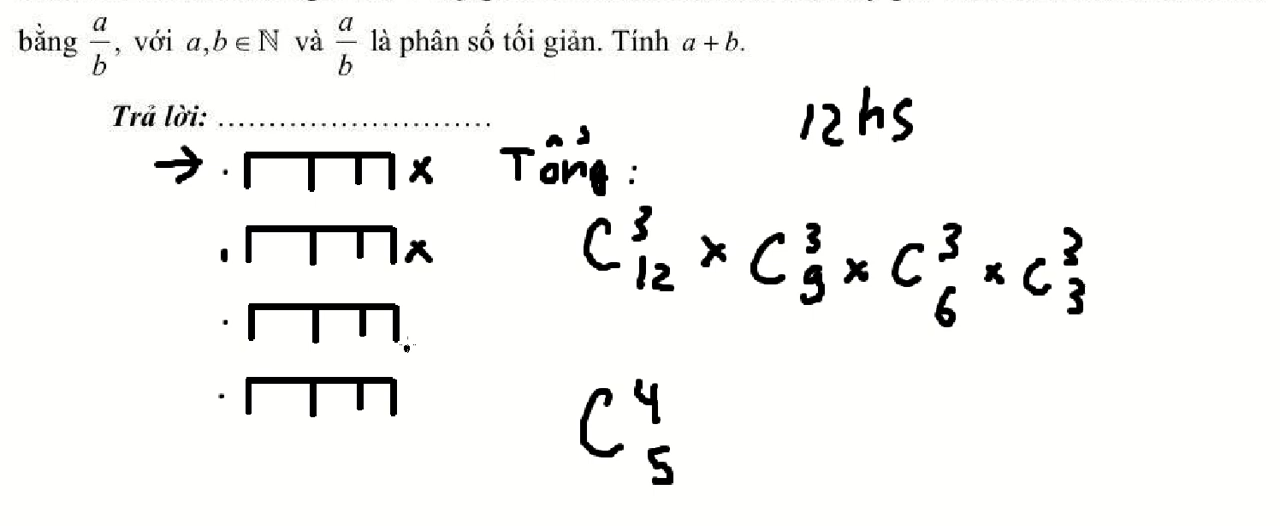 bằng a/b, với a,b ∈ ℕ và a/b là phân số tối giản. Tính a + b.
Trả lời: ...........................
12 hs
→ x Tổng :
x
C³₁₂ × C³₉ × C³₆ × C³₃
C⁴₅